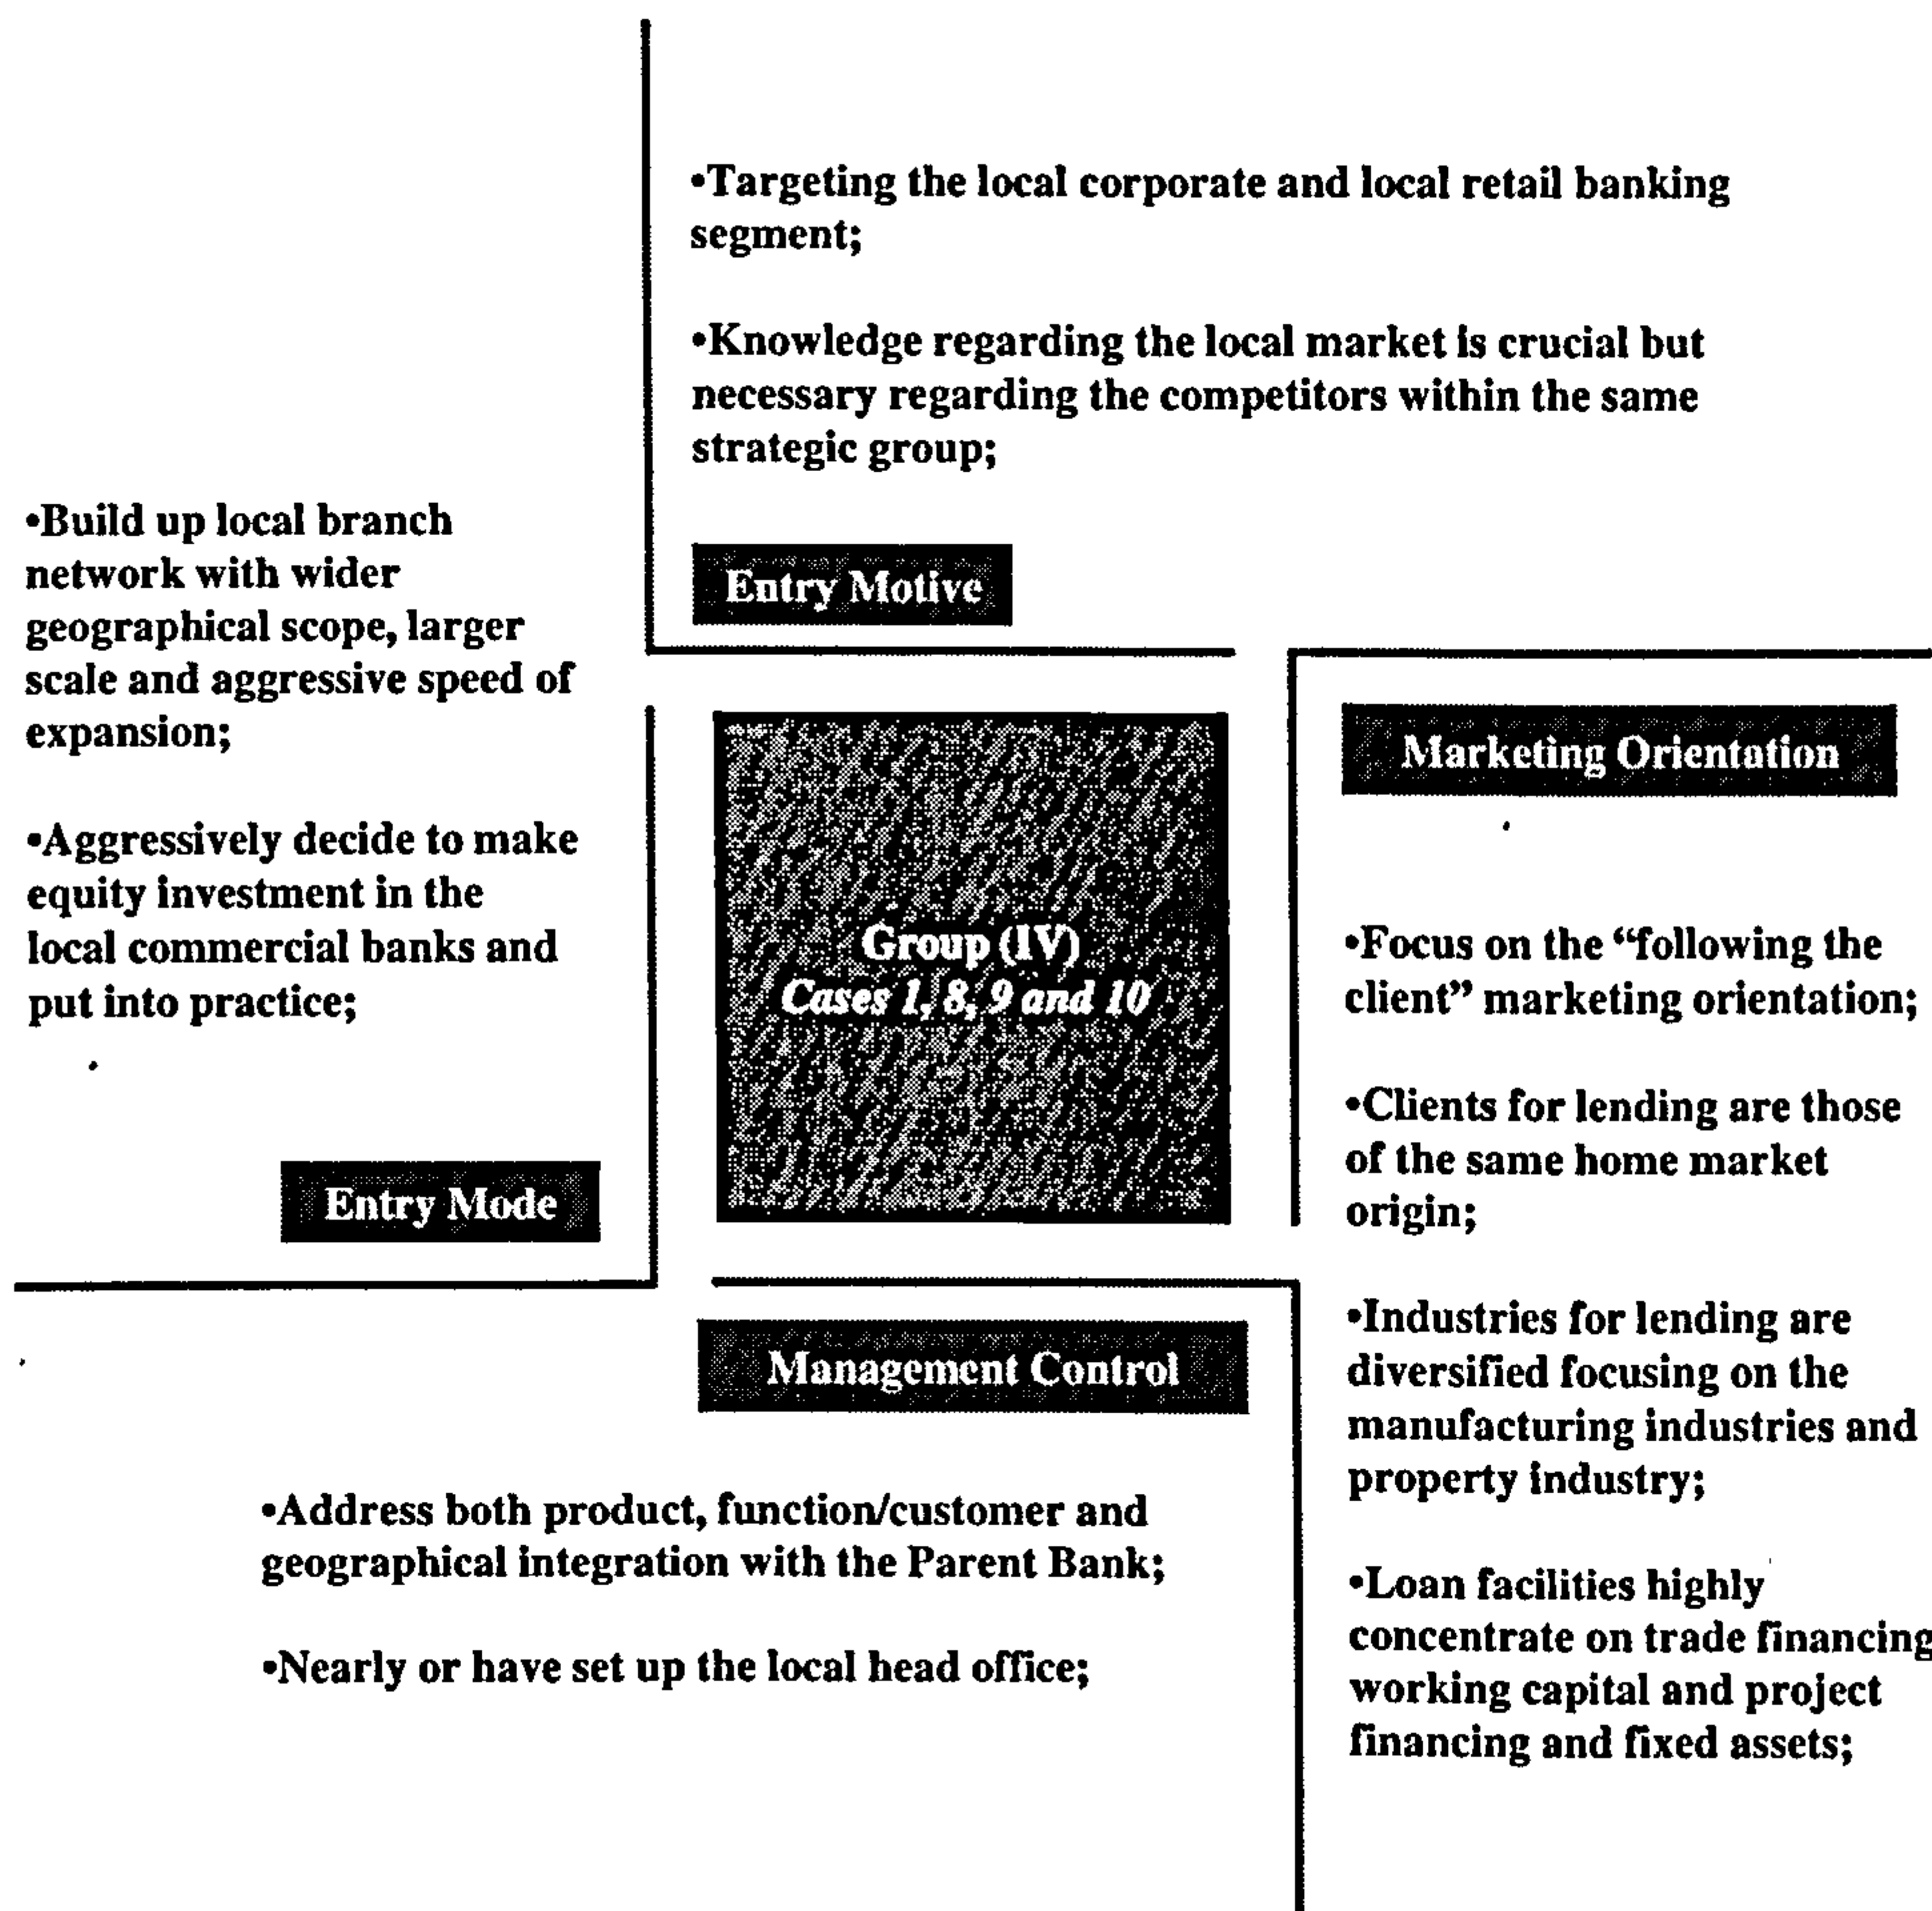 •Targeting the local corporate and local retail banking
segment;
•Knowledge regarding the local market is crucial but
necessary regarding the competitors within the same
strategic group;
Entry Motive
•Build up local branch
network with wider
geographical scope, larger
scale and aggressive speed of
expansion;
•Aggressively decide to make
equity investment in the
local commercial banks and
put into practice;
Entry Mode
Group (IV)
Cases 1, 8, 9 and 10
Marketing Orientation
•Focus on the “following the
client” marketing orientation;
•Clients for lending are those
of the same home market
origin;
•Industries for lending are
diversified focusing on the
manufacturing industries and
property industry;
•Loan facilities highly
concentrate on trade financing
working capital and project
financing and fixed assets;
Management Control
•Address both product, function/customer and
geographical integration with the Parent Bank;
•Nearly or have set up the local head office;